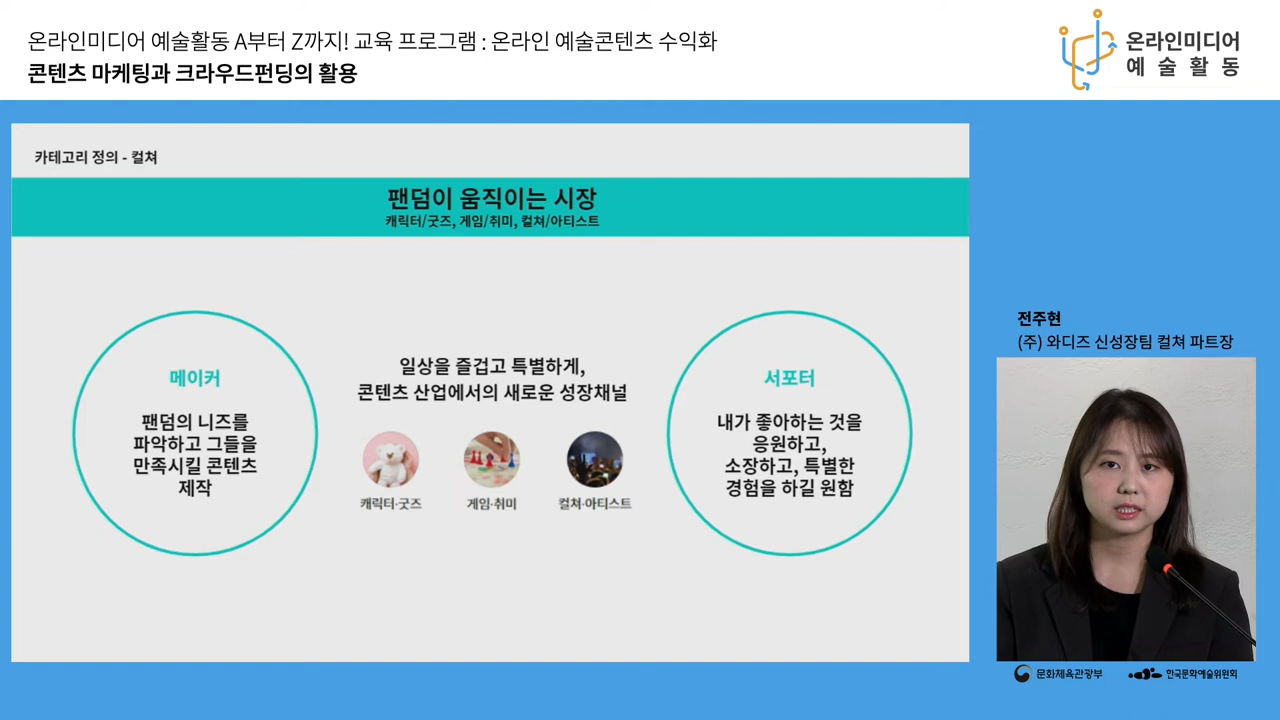 온라인미디어 예술활동 A부터 Z까지! 교육 프로그램 : 온라인 예술콘텐츠 수익화
콘텐츠 마케팅과 크라우드펀딩의 활용
온라인미디어
예술활동
카테고리 정의 - 컬쳐
팬덤이 움직이는 시장
캐릭터/굿즈, 게임/취미, 컬쳐/아티스트
메이커
팬덤의 니즈를
파악하고 그들을
만족시킬 콘텐츠
제작
일상을 즐겁고 특별하게,
콘텐츠 산업에서의 새로운 성장채널
캐릭터·굿즈
게임·취미
컬쳐·아티스트
서포터
내가 좋아하는 것을
응원하고,
소장하고, 특별한
경험을 하길 원함
전주현
(주) 와디즈 신성장팀 컬쳐 파트장
문화체육관광부
한국문화예술위원회